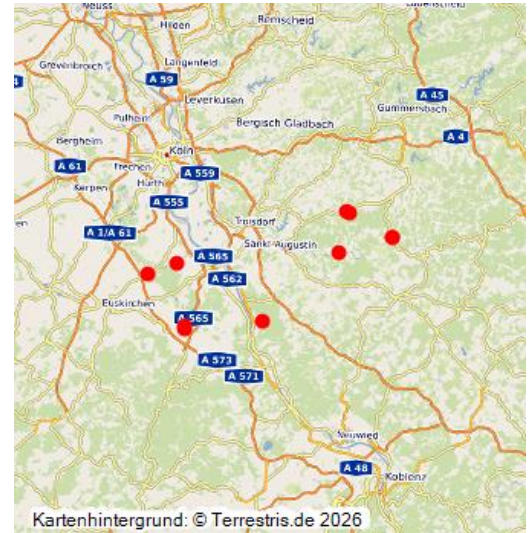 Neuss
Remscheid
Lüdenscheid
Hilden
Grevenbroich
Langenfeld
A 59
A 45
Leverkusen
Pulheim
Gummersbach
Bergisch Gladbach
Bergheim
Köln
A 4
A 61
Frechen
A 559
Kerpen
Hürth
A 555
Troisdorf
A 1/A 61
Sankt Augustin
A 565
A 562
Euskirchen
A 565
A 573
A 571
Neuwied
A 48
Koblenz
Kartenhintergrund: © Terrestris.de 2026